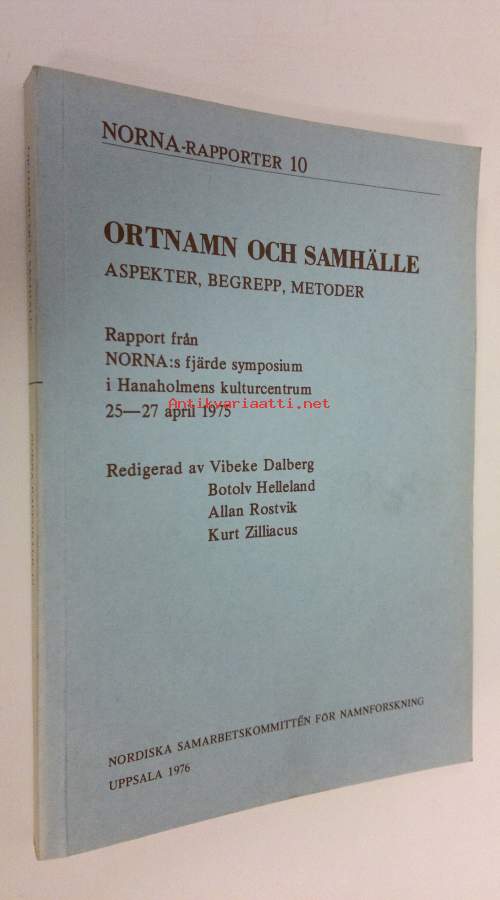 NORNA-RAPPORTER 10
ORTNAMN OCH SAMHÄLLE
ASPEKTER, BEGREPP, METODER
Rapport från
NORNA:s fjärde symposium
i Hanaholmens kulturcentrum
Antikvariaatti.net
25—27 april 1975
Redigerad av Vibeke Dalberg
Botolv Helleland
Allan Rostvik
Kurt Zilliacus
NORDISKA SAMARBETSKOMMITTÉN FÖR NAMNFORSKNING
UPPSALA 1976